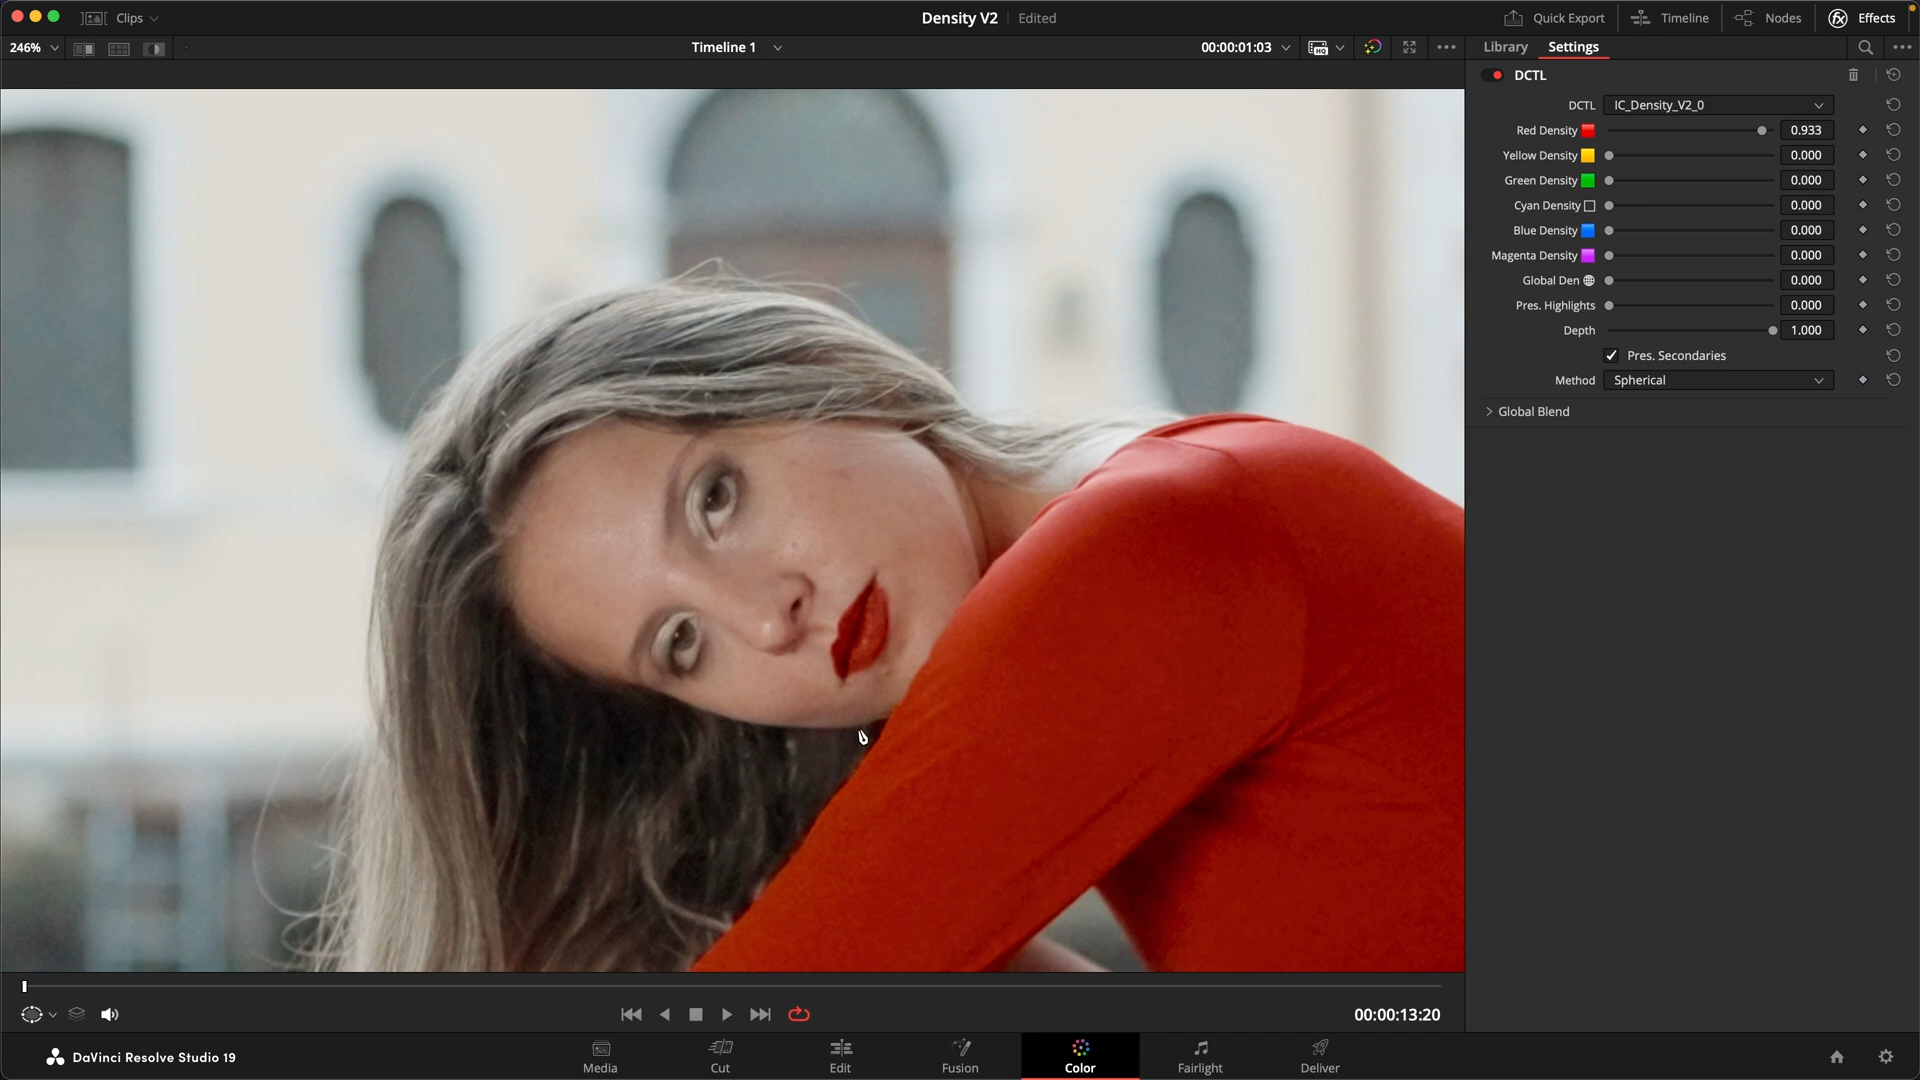 Clips
Density V2
Edited
Quick Export
Timeline
Nodes
Effects
246%
Timeline 1
00:00:01:03
HQ
Library
Settings
DCTL
DCTL
IC_Density_V2_0
Red Density
0.933
Yellow Density
0.000
Green Density
0.000
Cyan Density
0.000
Blue Density
0.000
Magenta Density
0.000
Global Den
0.000
Pres. Highlights
0.000
Depth
1.000
Pres. Secondaries
Method
Spherical
Global Blend
00:00:13:20
DaVinci Resolve Studio 19
Media
Cut
Edit
Fusion
Color
Fairlight
Deliver